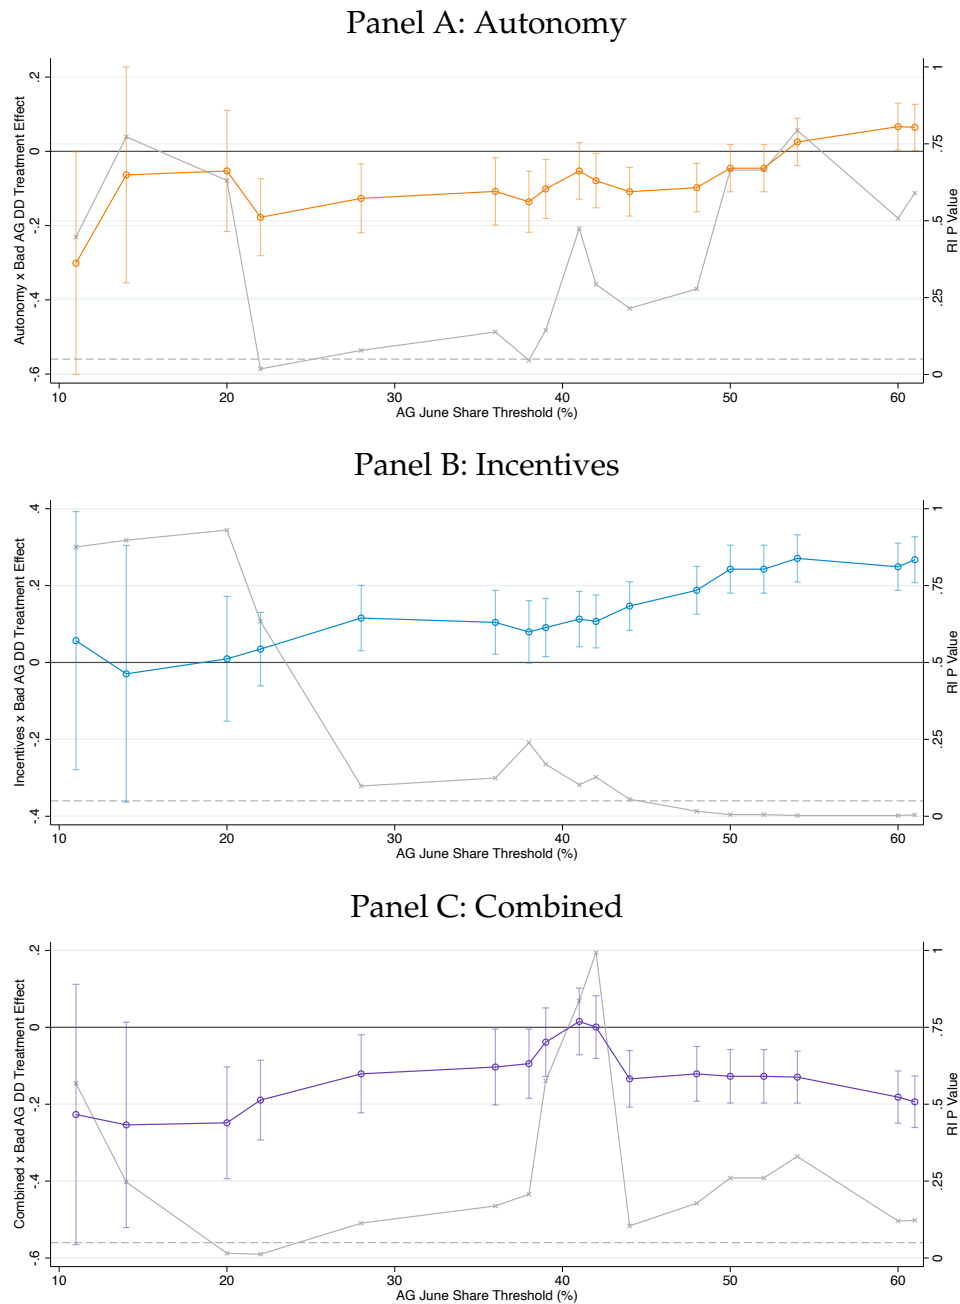 Panel A: Autonomy
Autonomy x Bad AG DD Treatment Effect
.2
0
-.2
-.4
-.6
1
.75
.5
.25
0
RI P Value
10 20 30 40 50 60
AG June Share Threshold (%)
Panel B: Incentives
Incentives x Bad AG DD Treatment Effect
.4
.2
0
-.2
-.4
1
.75
.5
.25
0
RI P Value
10 20 30 40 50 60
AG June Share Threshold (%)
Panel C: Combined
Combined x Bad AG DD Treatment Effect
.2
0
-.2
-.4
-.6
1
.75
.5
.25
0
RI P Value
10 20 30 40 50 60
AG June Share Threshold (%)